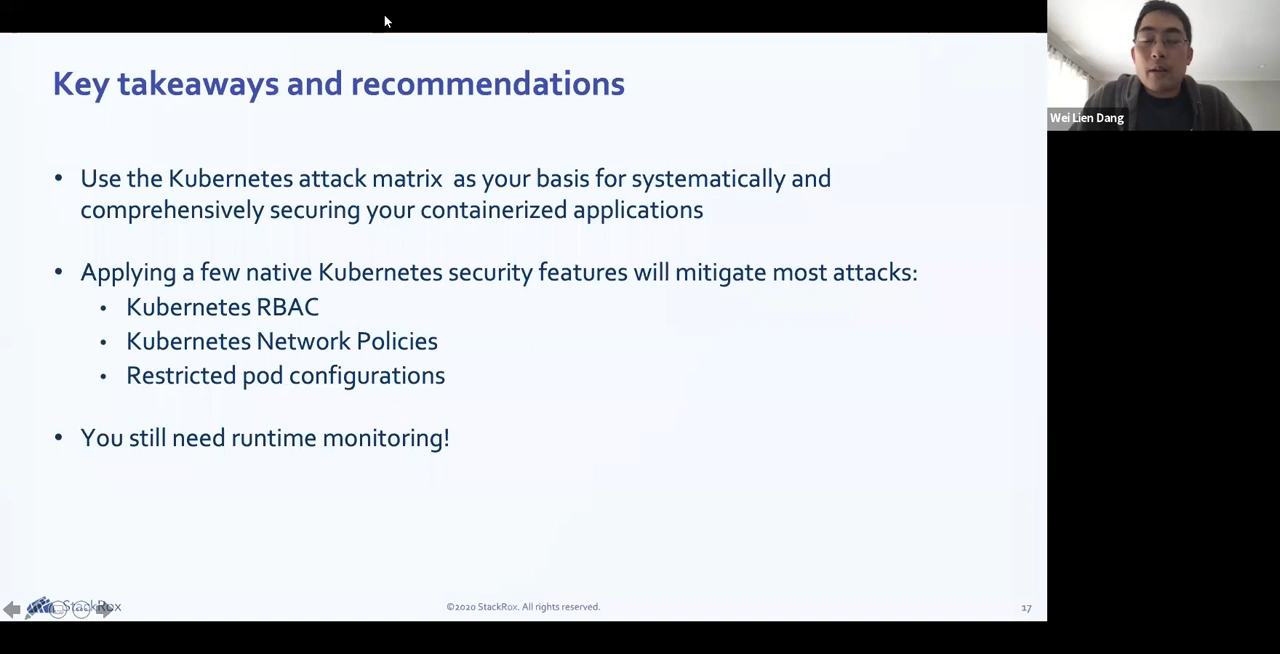 Key takeaways and recommendations
• Use the Kubernetes attack matrix as your basis for systematically and
comprehensively securing your containerized applications
• Applying a few native Kubernetes security features will mitigate most attacks:
• Kubernetes RBAC
• Kubernetes Network Policies
• Restricted pod configurations
• You still need runtime monitoring!
StackRox
©2020 StackRox. All rights reserved.
17
Wei Lien Dang